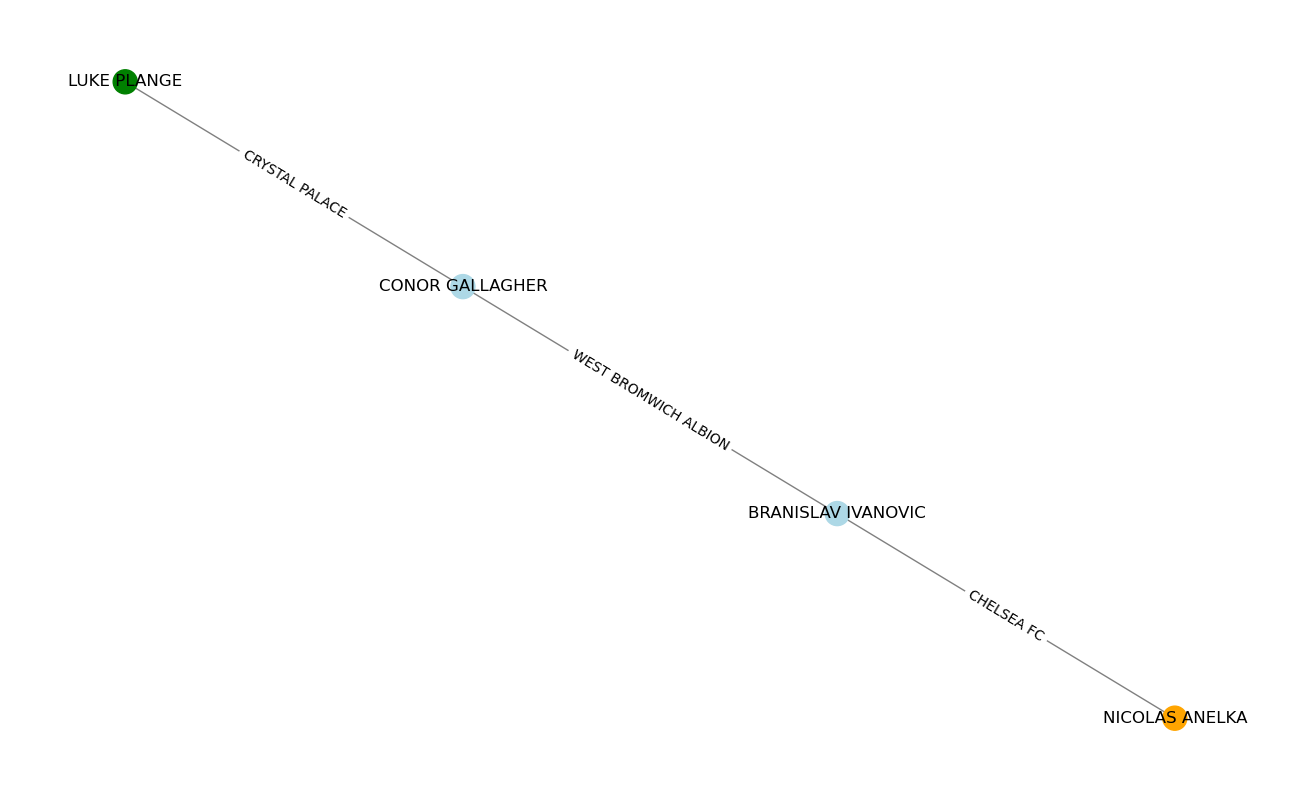 LUKE PLANGE
CRYSTAL PALACE
CONOR GALLAGHER
WEST BROMWICH ALBION
BRANISLAV IVANOVIC
CHELSEA FC
NICOLAS ANELKA